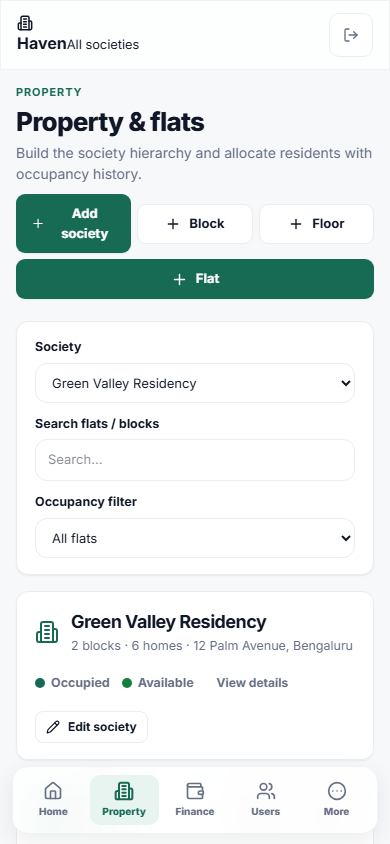 HavenAll societies
PROPERTY
Property & flats
Build the society hierarchy and allocate residents with
occupancy history.
Add
society
Block
Floor
Flat
Society
Green Valley Residency
Search flats / blocks
Search...
Occupancy filter
All flats
Green Valley Residency
2 blocks · 6 homes · 12 Palm Avenue, Bengaluru
Occupied Available View details
Edit society
Home Property Finance Users More